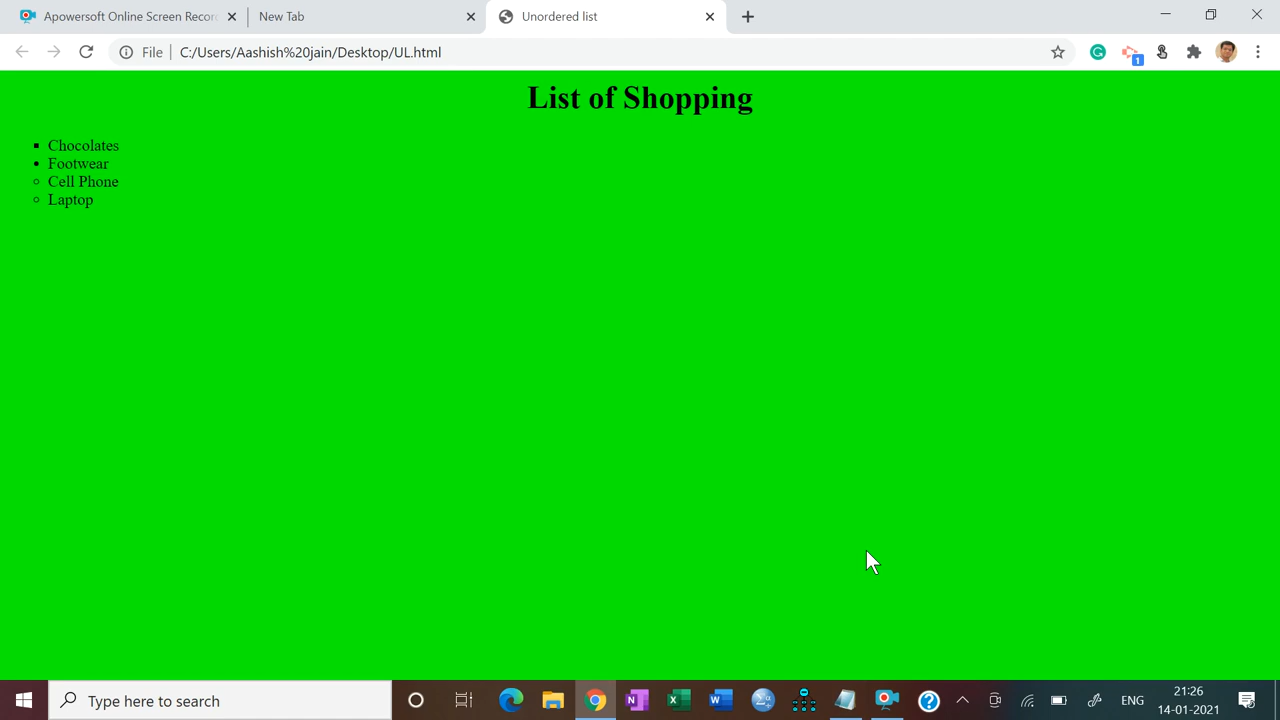 Apowersoft Online Screen Recor
New Tab
Unordered list
File
C:/Users/Aashish%20jain/Desktop/UL.html
1
List of Shopping
Chocolates
Footwear
Cell Phone
Laptop
Type here to search
ENG
21:26
14-01-2021